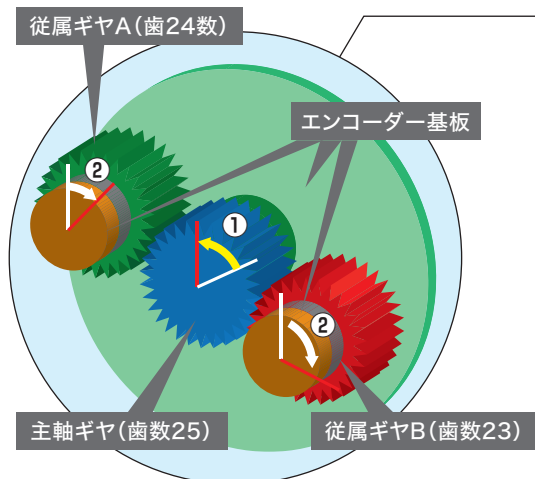 従属ギヤA(歯24数)
エンコーダー基板
②
①
②
主軸ギヤ(歯数25)
従属ギヤB(歯数23)